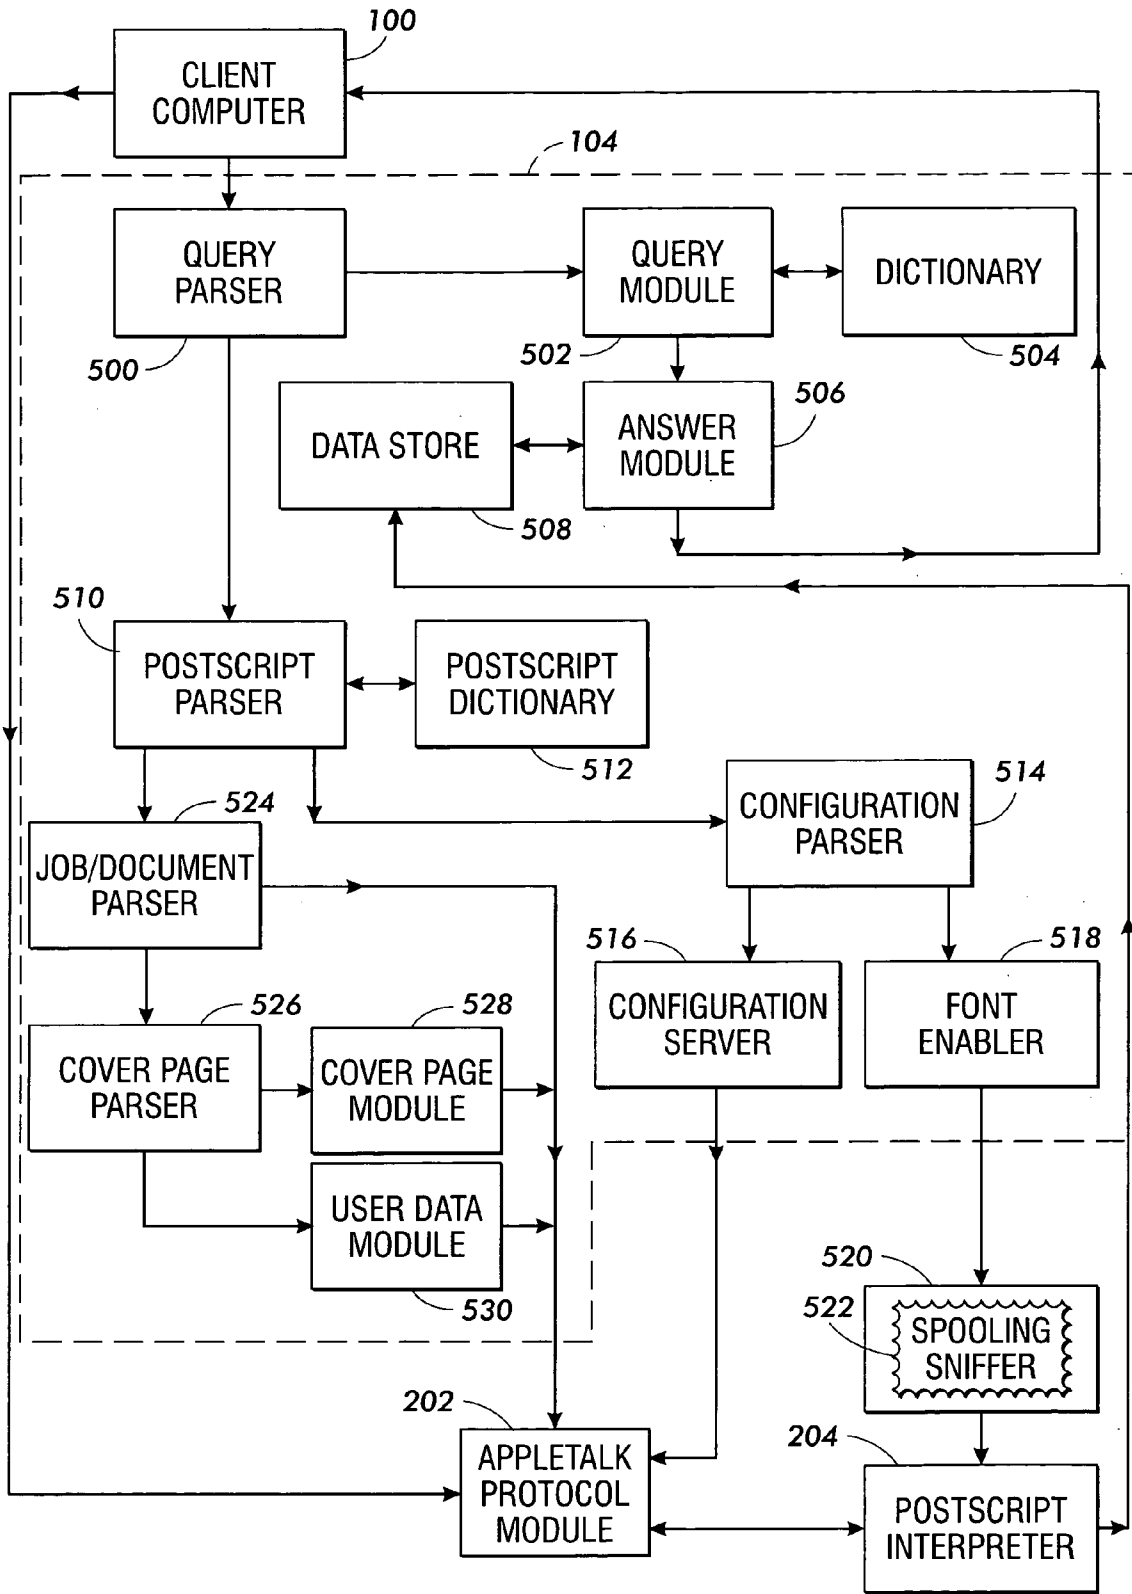 100
CLIENT
COMPUTER
104
QUERY
PARSER
500
QUERY
MODULE
502
DICTIONARY
504
DATA STORE
508
ANSWER
MODULE
506
510
POSTSCRIPT
PARSER
POSTSCRIPT
DICTIONARY
512
514
CONFIGURATION
PARSER
524
JOB/DOCUMENT
PARSER
516
CONFIGURATION
SERVER
518
FONT
ENABLER
526
COVER PAGE
PARSER
528
COVER PAGE
MODULE
USER DATA
MODULE
530
520
522
SPOOLING
SNIFFER
202
APPLETALK
PROTOCOL
MODULE
204
POSTSCRIPT
INTERPRETER